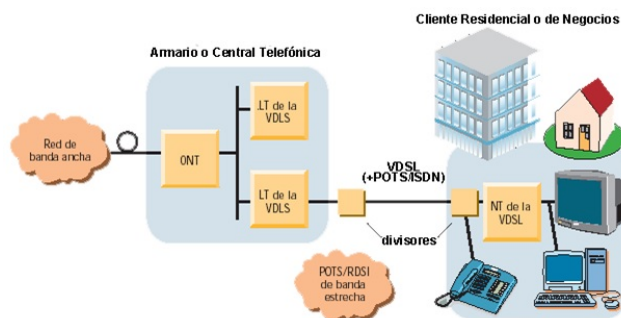 Cliente Residencial o de Negocios
Armario o Central Telefónica
LT de la
VDLS
Red de
banda ancha
ONT
LT de la
VDLS
VDSL
(+POTS/ISDN)
NT de la
VDSL
divisores
POTS/RDSI
de banda
estrecha